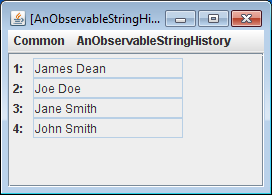 [AnObservableStringHi...
Common AnObservableStringHistory
1: James Dean
2: Joe Doe
3: Jane Smith
4: John Smith